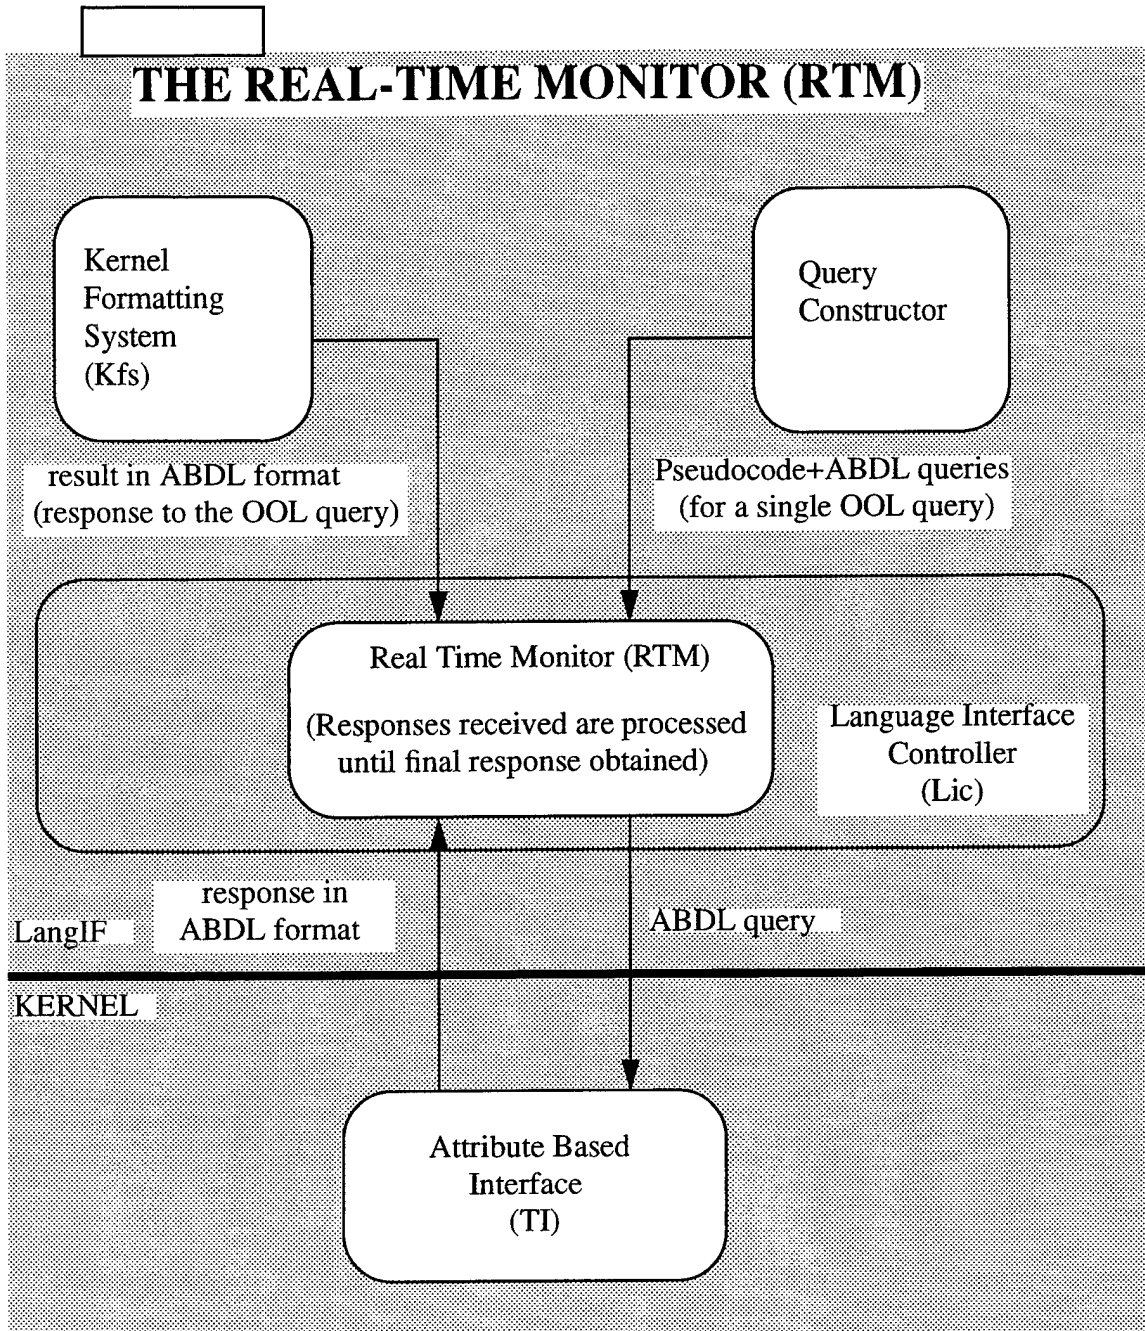 THE REAL-TIME MONITOR (RTM)
Kernel
Formatting
System
(Kfs)
Query
Constructor
result in ABDL format
(response to the OOL query)
Pseudocode+ABDL queries
(for a single OOL query)
Real Time Monitor (RTM)
(Responses received are processed
until final response obtained)
Language Interface
Controller
(Lic)
response in
ABDL format
LangIF
ABDL query
KERNEL
Attribute Based
Interface
(TI)